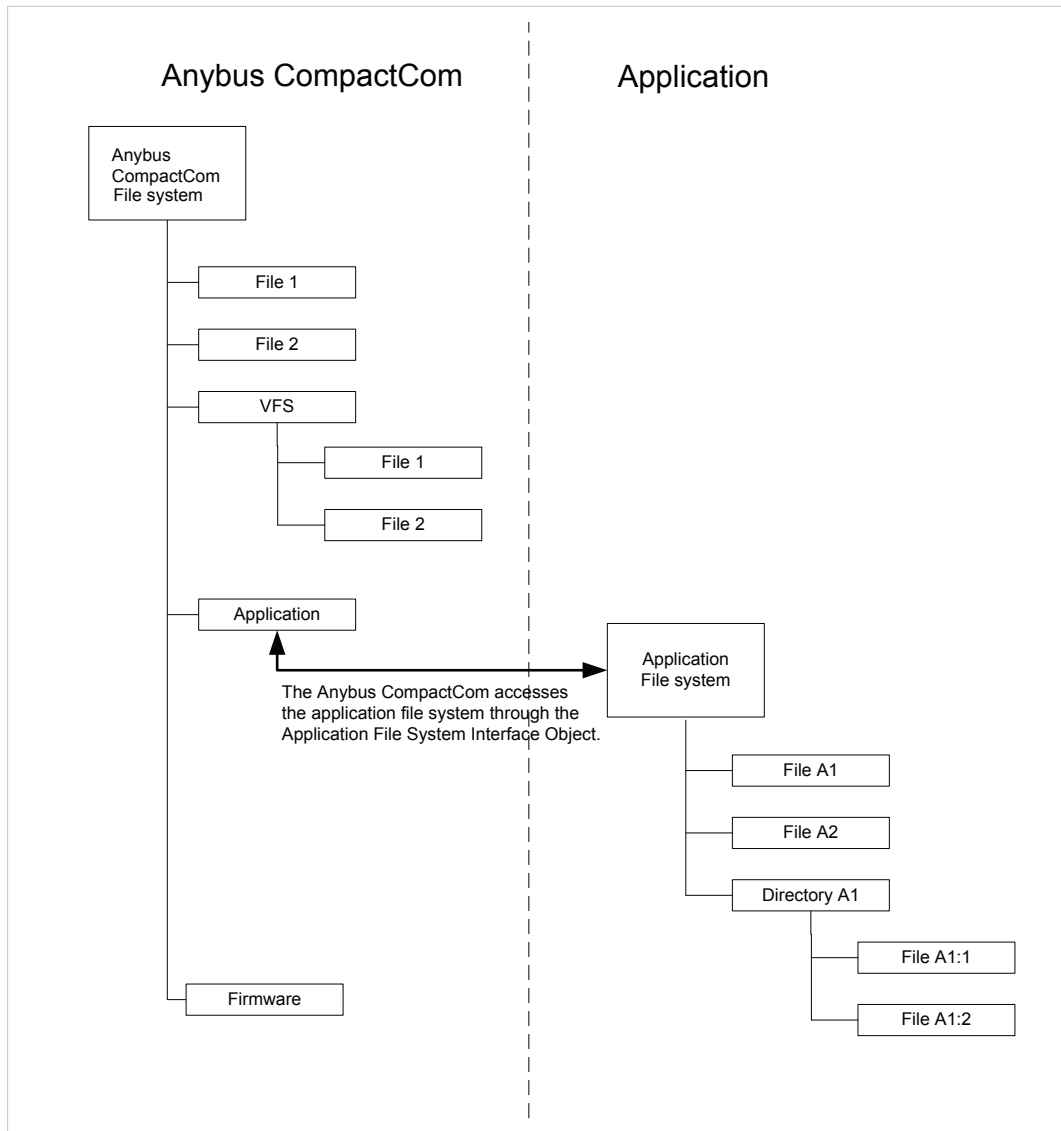 Anybus CompactCom
Application
Anybus
CompactCom
File system
File 1
File 2
VFS
File 1
File 2
Application
The Anybus CompactCom accesses
the application file system through the
Application File System Interface Object.
Application
File system
File A1
File A2
Directory A1
File A1:1
File A1:2
Firmware